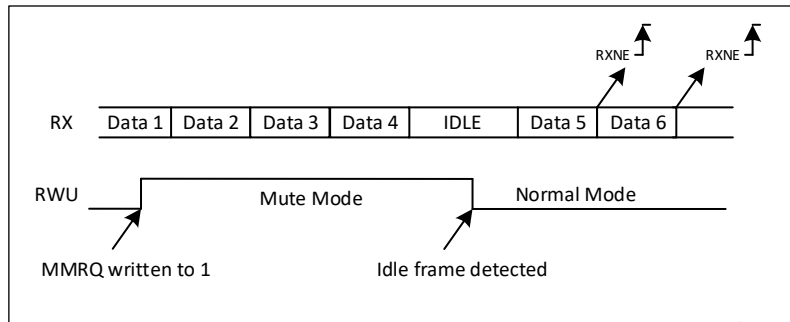 RXNE RXNE
RX Data 1 Data 2 Data 3 Data 4 IDLE Data 5 Data 6
RWU Mute Mode Normal Mode
MMRQ written to 1 Idle frame detected